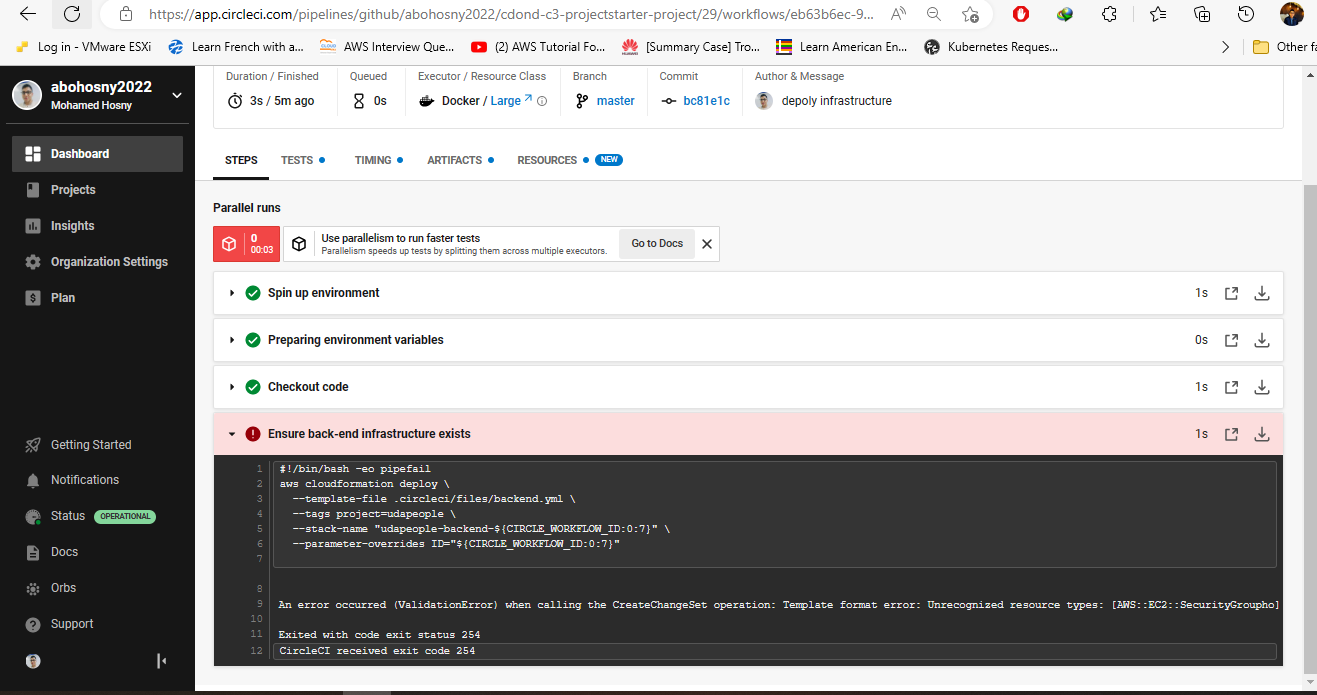 https://app.circleci.com/pipelines/github/abohosny2022/cdond-c3-projectstarter-project/29/workflows/eb63b6ec-9...
Log in - VMware ESXi
Learn French with a...
AWS Interview Que...
(2) AWS Tutorial Fo...
[Summary Case] Tro...
Learn American En...
Kubernetes Reques...
Other fa
abohosny2022
Mohamed Hosny
Dashboard
Projects
Insights
Organization Settings
Plan
Getting Started
Notifications
Status OPERATIONAL
Docs
Orbs
Support
Duration / Finished
3s / 5m ago
Queued
0s
Executor / Resource Class
Docker / Large
Branch
master
Commit
bc81e1c
Author & Message
depoly infrastructure
STEPS
TESTS
TIMING
ARTIFACTS
RESOURCES NEW
Parallel runs
0
00:03
Use parallelism to run faster tests
Parallelism speeds up tests by splitting them across multiple executors.
Go to Docs
Spin up environment 1s
Preparing environment variables 0s
Checkout code 1s
Ensure back-end infrastructure exists 1s
1 #!/bin/bash -eo pipefail
2 aws cloudformation deploy \
3 --template-file .circleci/files/backend.yml \
4 --tags project=udapeople \
5 --stack-name "udapeople-backend-${CIRCLE_WORKFLOW_ID:0:7}" \
6 --parameter-overrides ID="${CIRCLE_WORKFLOW_ID:0:7}"
7
8
9 An error occurred (ValidationError) when calling the CreateChangeSet operation: Template format error: Unrecognized resource types: [AWS::EC2::SecurityGroupho]
10
11 Exited with code exit status 254
12 CircleCI received exit code 254